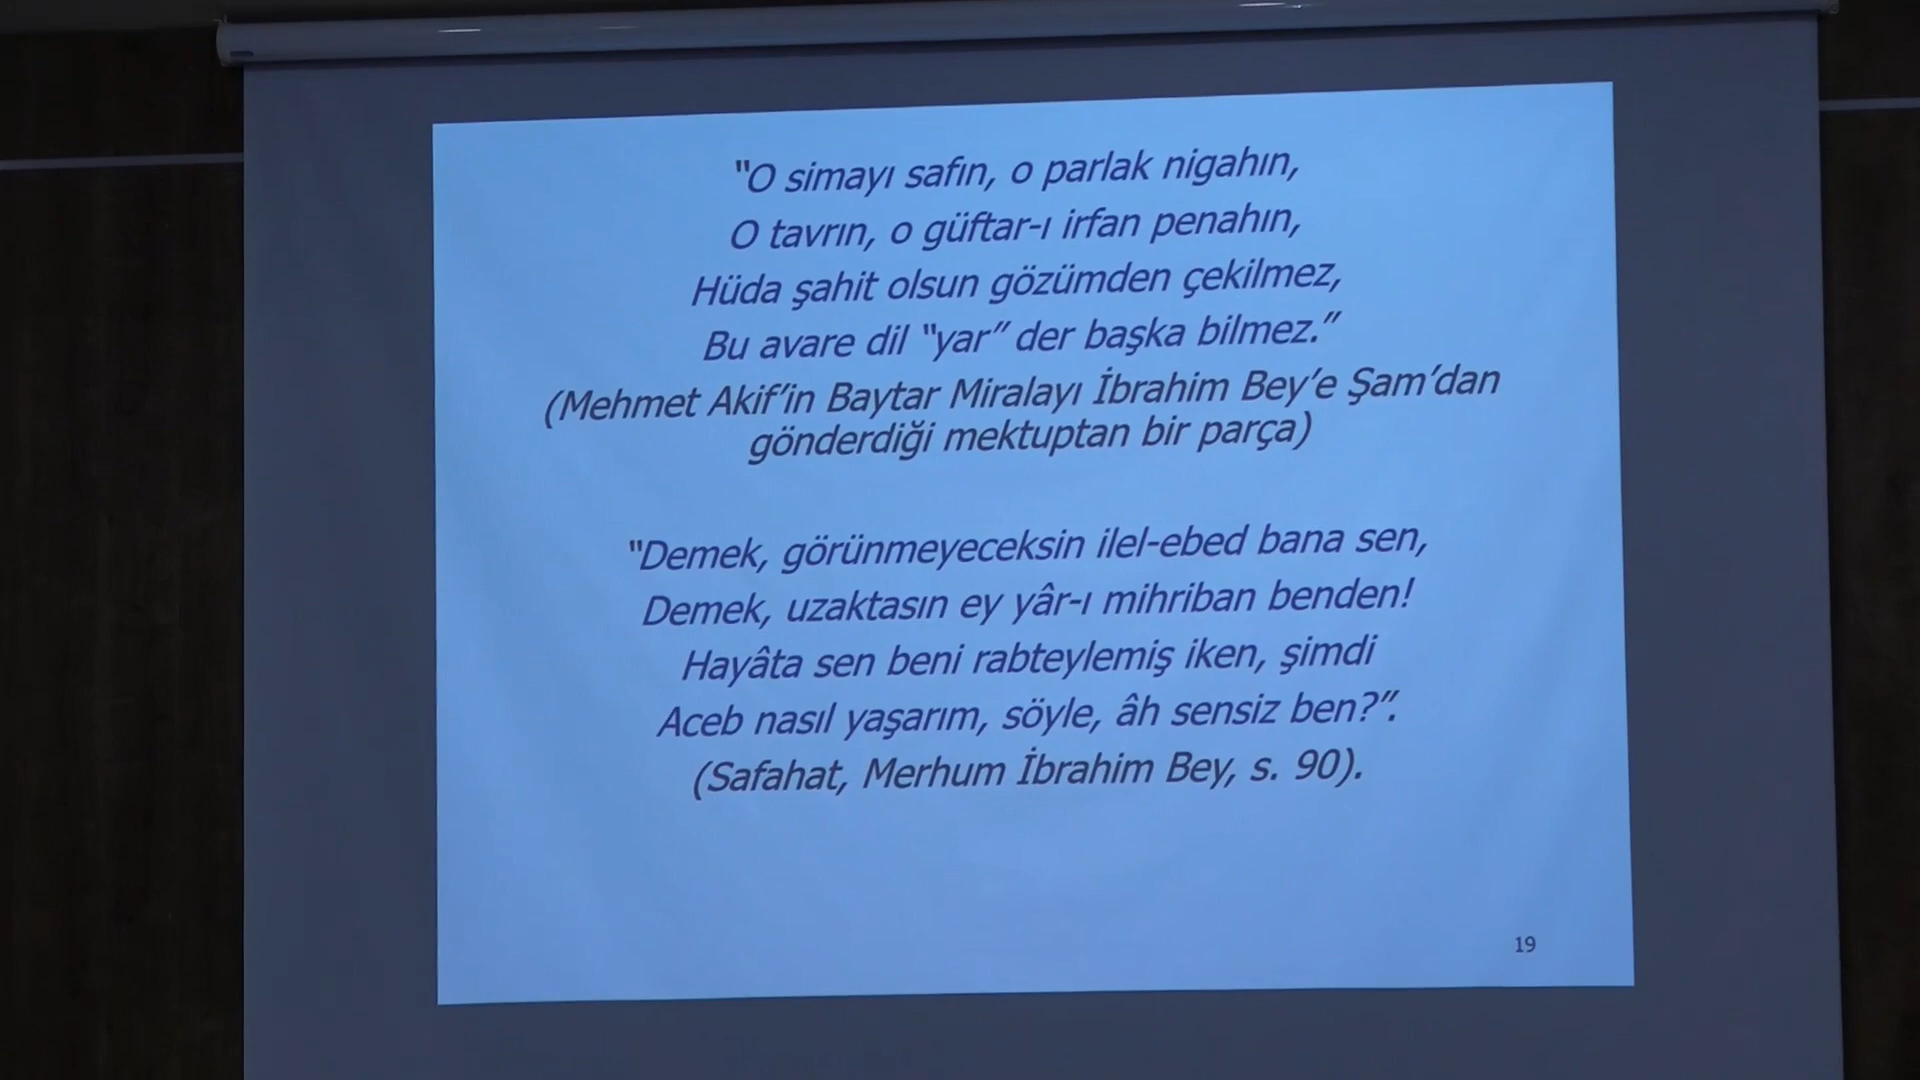 "O simayı safın, o parlak nigahın,
O tavrın, o güftar-ı irfan penahın,
Hüda şahit olsun gözümden çekilmez,
Bu avare dil "yar" der başka bilmez."
(Mehmet Akif'in Baytar Miralayı İbrahim Bey'e Şam'dan
gönderdiği mektuptan bir parça)
"Demek, görünmeyeceksin ilel-ebed bana sen,
Demek, uzaktasın ey yâr-ı mihriban benden!
Hayâta sen beni rabteylemiş iken, şimdi
Aceb nasıl yaşarım, söyle, âh sensiz ben?".
(Safahat, Merhum İbrahim Bey, s. 90).
19